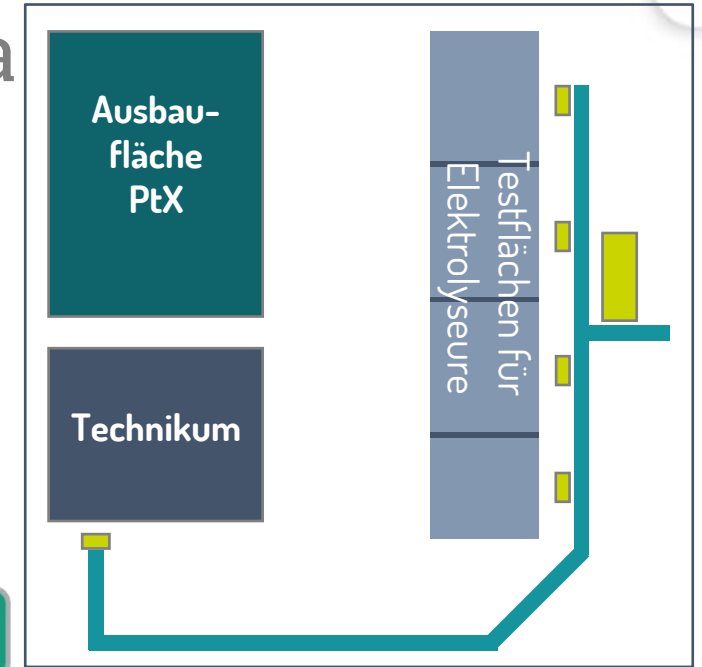 a
Ausbau-
fläche
PtX
Technikum
Testflächen für
Elektrolyseure